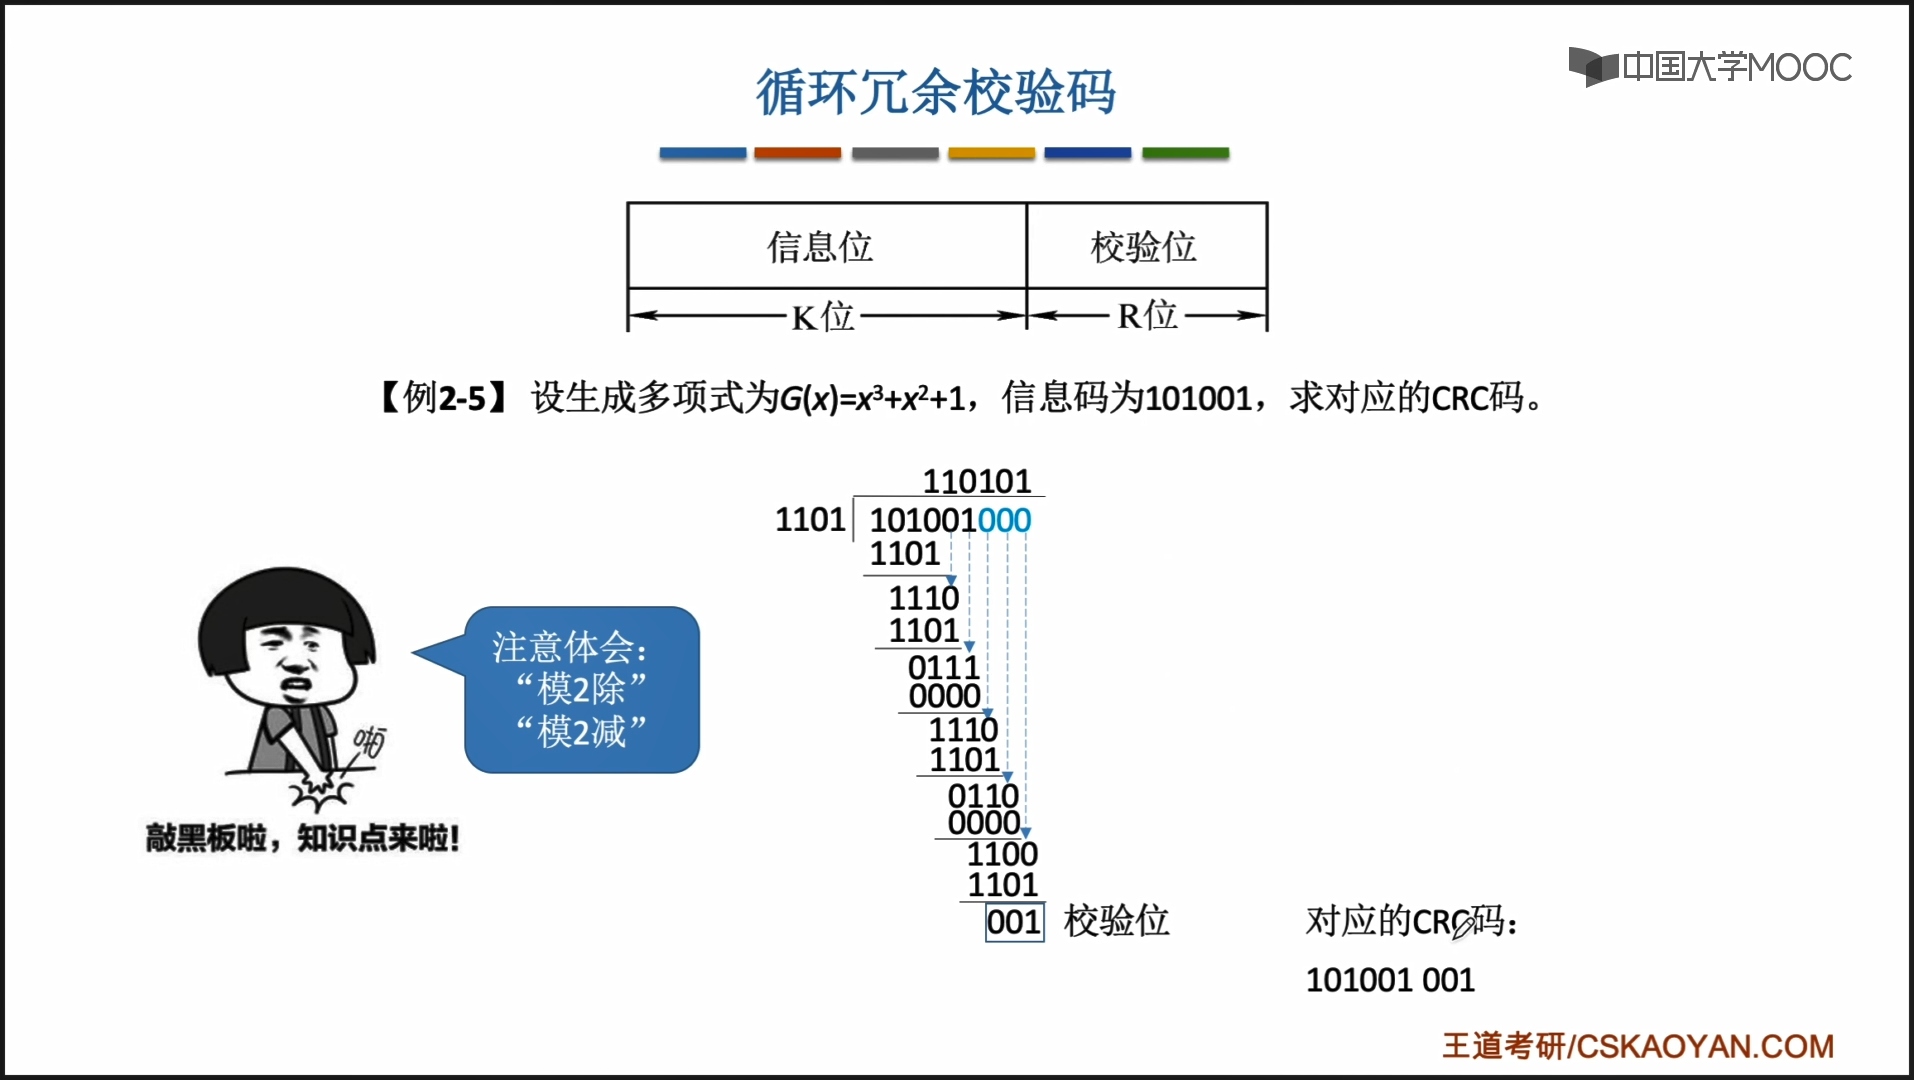 中国大学MOOC
循环冗余校验码
信息位 校验位
K位 R位
【例2-5】 设生成多项式为G(x)=x³+x²+1，信息码为101001，求对应的CRC码。
110101
1101 101001000
1101
1110
1101
0111
0000
1110
1101
0110
0000
1100
1101
001 校验位
注意体会：
“模2除”
“模2减”
啪
敲黑板啦，知识点来啦!
对应的CRC码：
101001 001
王道考研/CSKAOYAN.COM